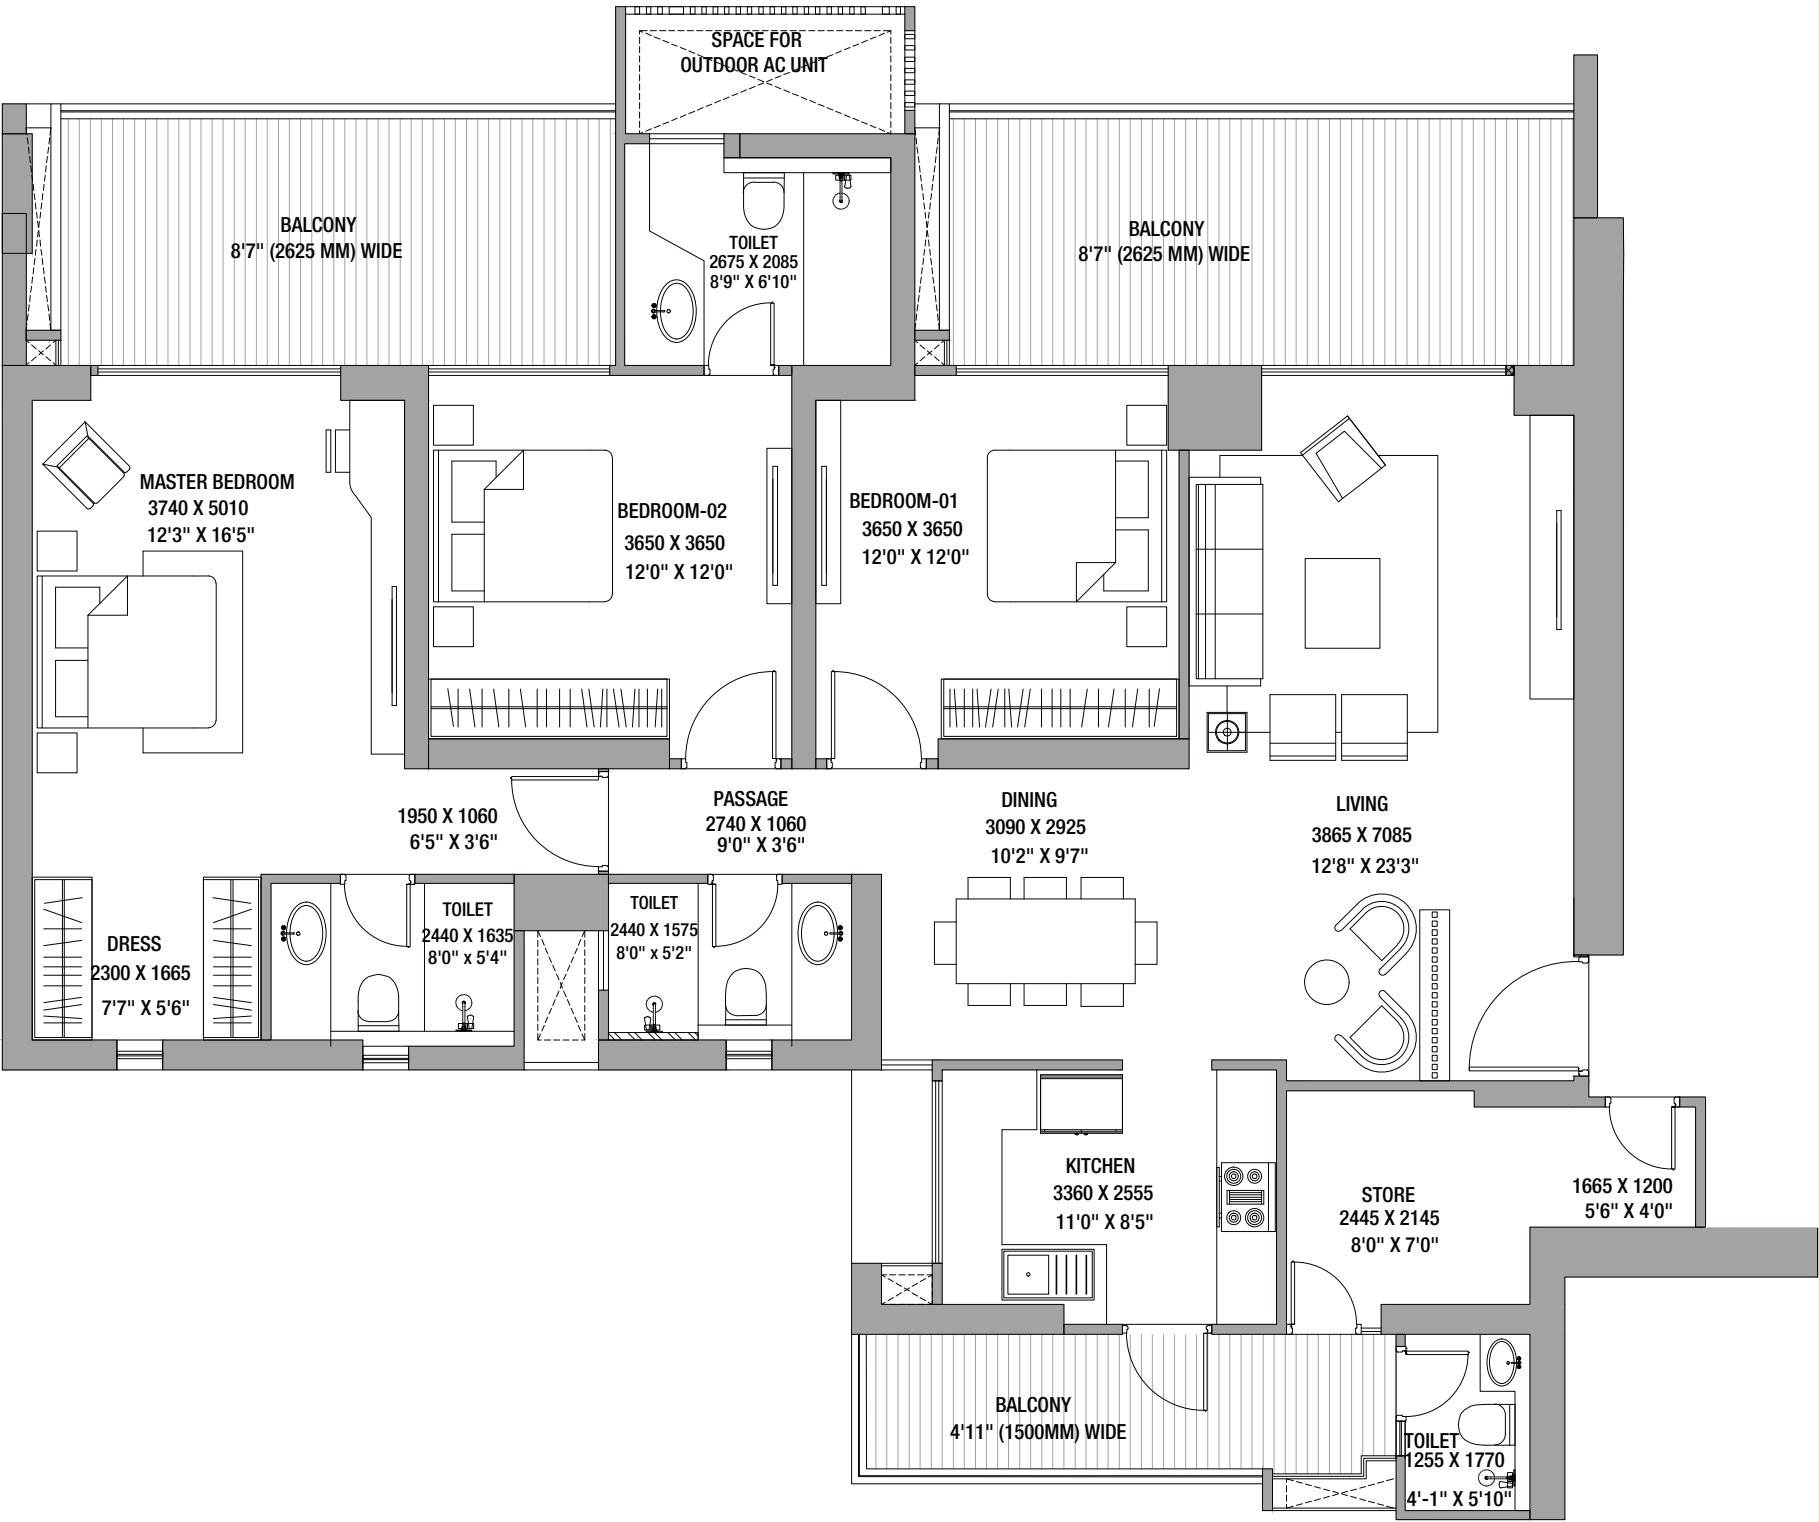 SPACE FOR
OUTDOOR AC UNIT
BALCONY
8'7" (2625 MM) WIDE
TOILET
2675 X 2085
8'9" X 6'10"
BALCONY
8'7" (2625 MM) WIDE
MASTER BEDROOM
3740 X 5010
12'3" X 16'5"
BEDROOM-02
3650 X 3650
12'0" X 12'0"
BEDROOM-01
3650 X 3650
12'0" X 12'0"
1950 X 1060
6'5" X 3'6"
PASSAGE
2740 X 1060
9'0" X 3'6"
DINING
3090 X 2925
10'2" X 9'7"
LIVING
3865 X 7085
12'8" X 23'3"
DRESS
2300 X 1665
7'7" X 5'6"
TOILET
2440 X 1635
8'0" x 5'4"
TOILET
2440 X 1575
8'0" x 5'2"
KITCHEN
3360 X 2555
11'0" X 8'5"
STORE
2445 X 2145
8'0" X 7'0"
1665 X 1200
5'6" X 4'0"
BALCONY
4'11" (1500MM) WIDE
TOILET
1255 X 1770
4'-1" X 5'10"